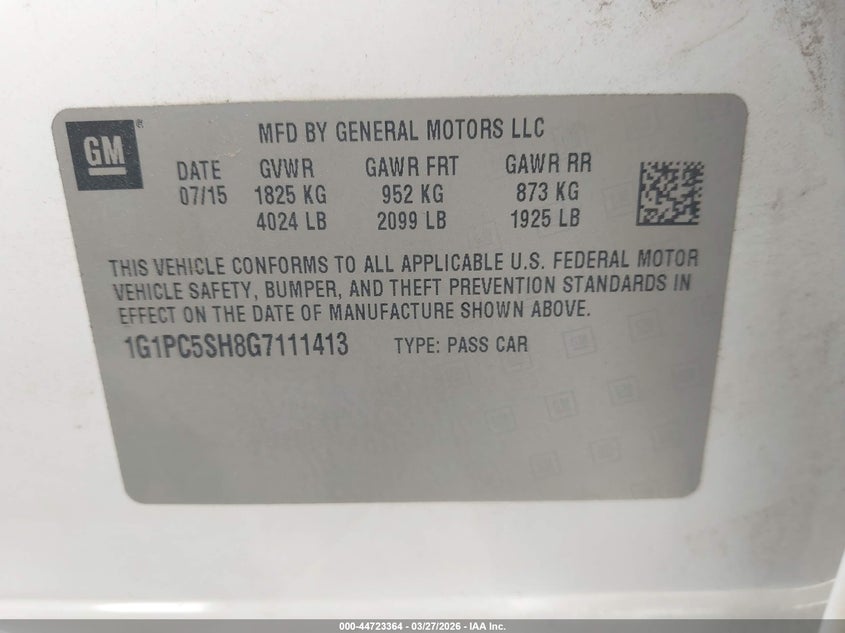 GM ®
MFD BY GENERAL MOTORS LLC
DATE GVWR GAWR FRT GAWR RR
07/15 1825 KG 952 KG 873 KG
4024 LB 2099 LB 1925 LB
THIS VEHICLE CONFORMS TO ALL APPLICABLE U.S. FEDERAL MOTOR
VEHICLE SAFETY, BUMPER, AND THEFT PREVENTION STANDARDS IN
EFFECT ON THE DATE OF MANUFACTURE SHOWN ABOVE.
1G1PC5SH8G7111413 TYPE: PASS CAR
000-44723364 | 03/27/2026 – IAA Inc.